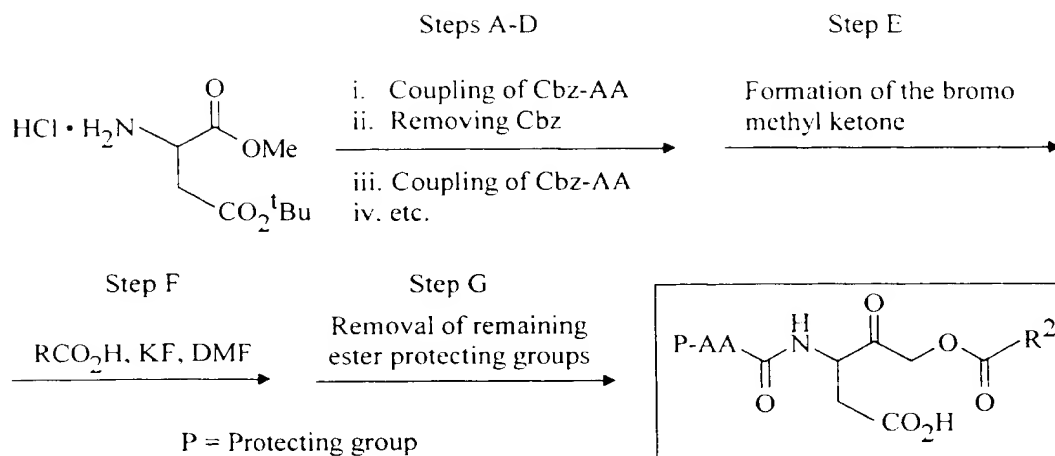 Steps A-D
Step E
i. Coupling of Cbz-AA
ii. Removing Cbz
iii. Coupling of Cbz-AA
iv. etc.
Formation of the bromo
methyl ketone
HCl • H2N
O
OMe
CO2tBu
Step F
RCO2H, KF, DMF
Step G
Removal of remaining
ester protecting groups
P-AA
O
H
N
O
CO2H
O
O
R2
P = Protecting group